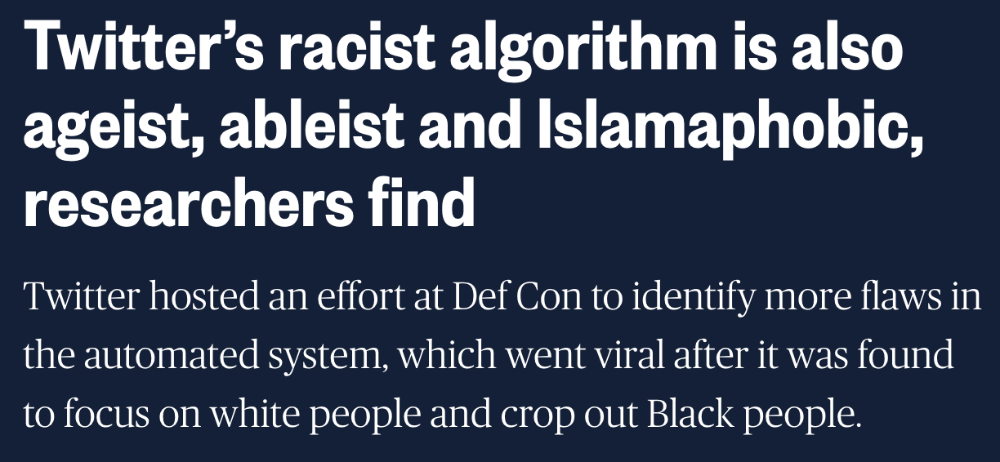 Twitter’s racist algorithm is also
ageist, ableist and Islamaphobic,
researchers find
Twitter hosted an effort at Def Con to identify more flaws in
the automated system, which went viral after it was found
to focus on white people and crop out Black people.